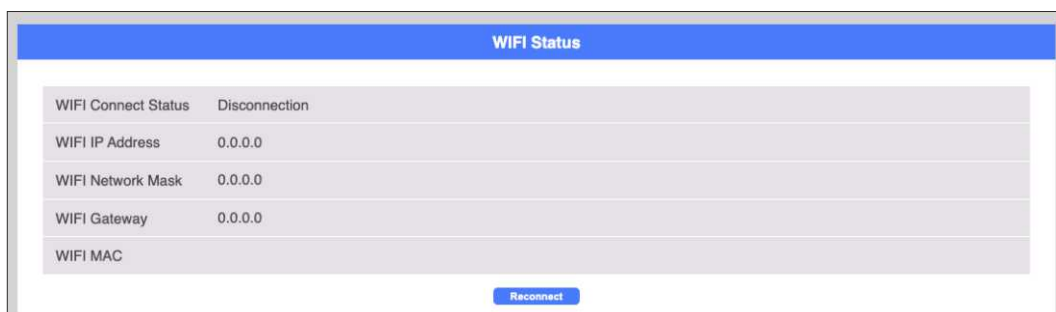 WIFI Status
WIFI Connect Status Disconnection
WIFI IP Address 0.0.0.0
WIFI Network Mask 0.0.0.0
WIFI Gateway 0.0.0.0
WIFI MAC
Reconnect